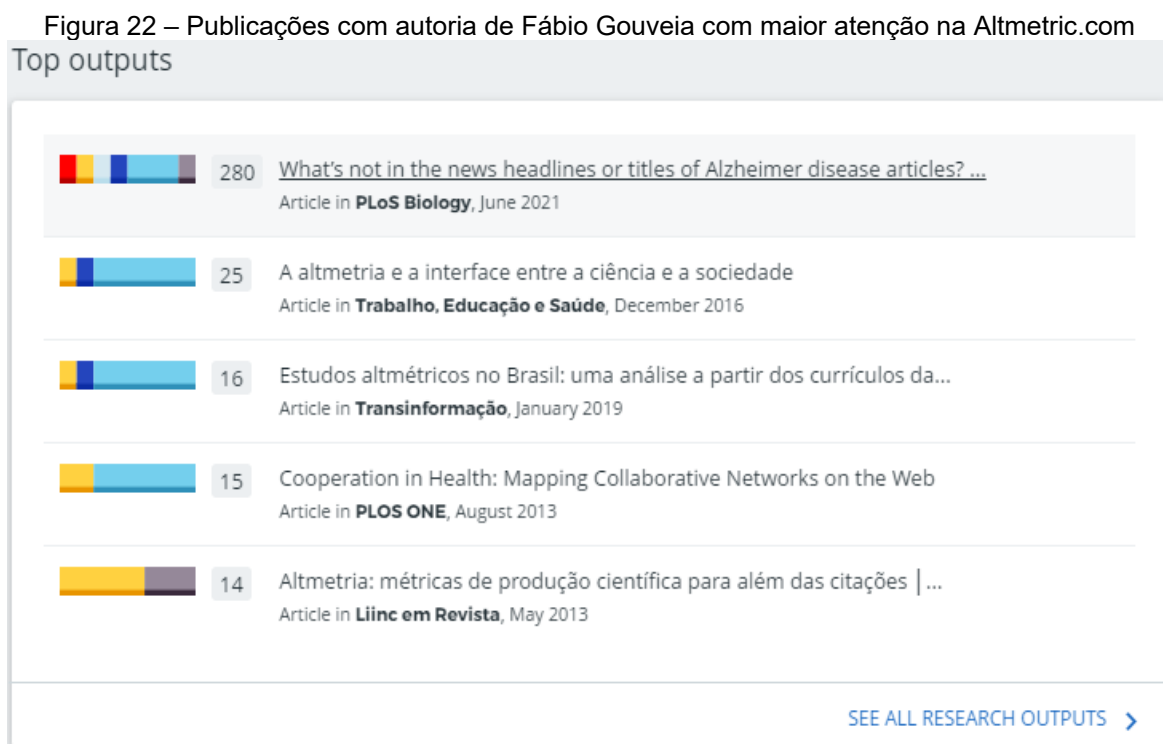 Figura 22 – Publicações com autoria de Fábio Gouveia com maior atenção na Altmetric.com
Top outputs
280 What's not in the news headlines or titles of Alzheimer disease articles? ...
Article in PLoS Biology, June 2021
25 A altmetria e a interface entre a ciência e a sociedade
Article in Trabalho, Educação e Saúde, December 2016
16 Estudos altmétricos no Brasil: uma análise a partir dos currículos da...
Article in Transinformação, January 2019
15 Cooperation in Health: Mapping Collaborative Networks on the Web
Article in PLOS ONE, August 2013
14 Altmetria: métricas de produção científica para além das citações | ...
Article in Liinc em Revista, May 2013
SEE ALL RESEARCH OUTPUTS